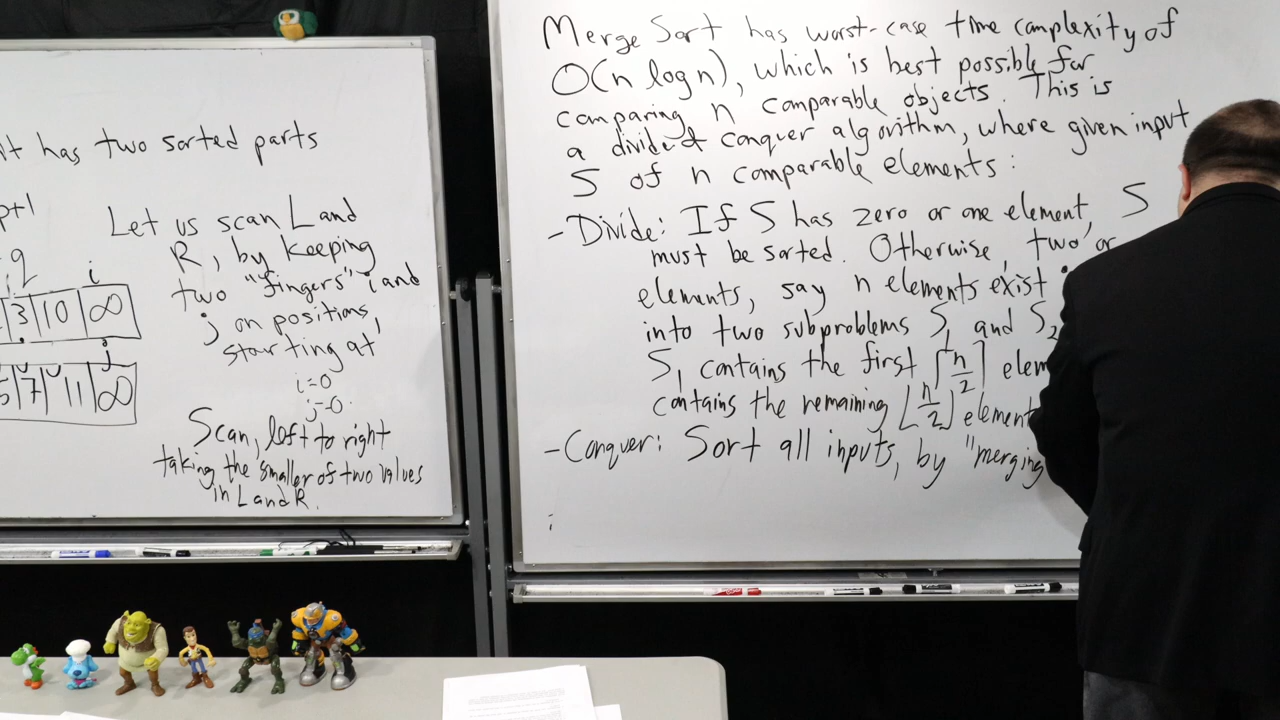 it has two sorted parts
p+1
q
i
3 10 ∞
j
7 11 ∞
Let us scan L and
R, by keeping
two "fingers" i and
j on positions,
starting at
i=0
j=0.
Scan, left to right
taking the smaller of two values
in L and R.
Merge Sort has worst-case time complexity of
O(n log n), which is best possible for
comparing n comparable objects. This is
a divide & conquer algorithm, where given input
S of n comparable elements:
- Divide: If S has zero or one element, S
must be sorted. Otherwise, two or
elements, say n elements exist
into two subproblems S₁ and S₂
S₁ contains the first ⌈n/2⌉ elem
contains the remaining ⌊n/2⌋ element
- Conquer: Sort all inputs, by "merging